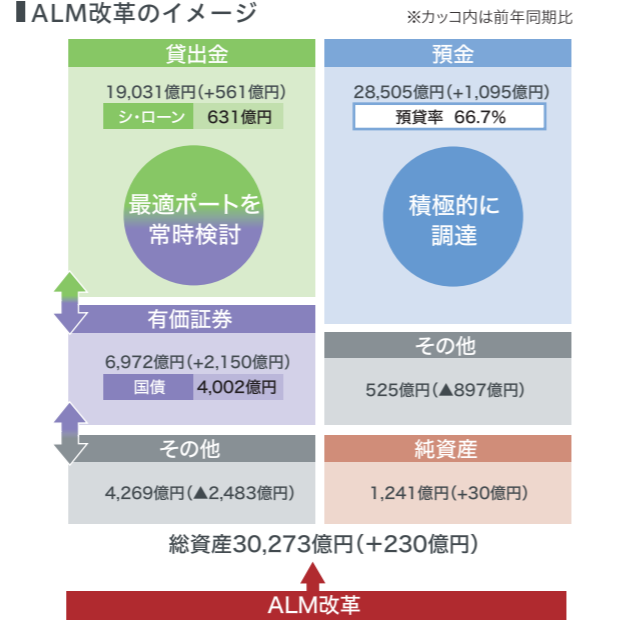 ALM改革のイメージ
※カッコ内は前年同期比
貸出金
19,031億円(+561億円)
シ・ローン 631億円
最適ポートを
常時検討
有価証券
6,972億円(+2,150億円)
国債 4,002億円
その他
4,269億円(▲2,483億円)
預金
28,505億円(+1,095億円)
預貸率 66.7%
積極的に
調達
その他
525億円(▲897億円)
純資産
1,241億円(+30億円)
総資産30,273億円(+230億円)
ALM改革